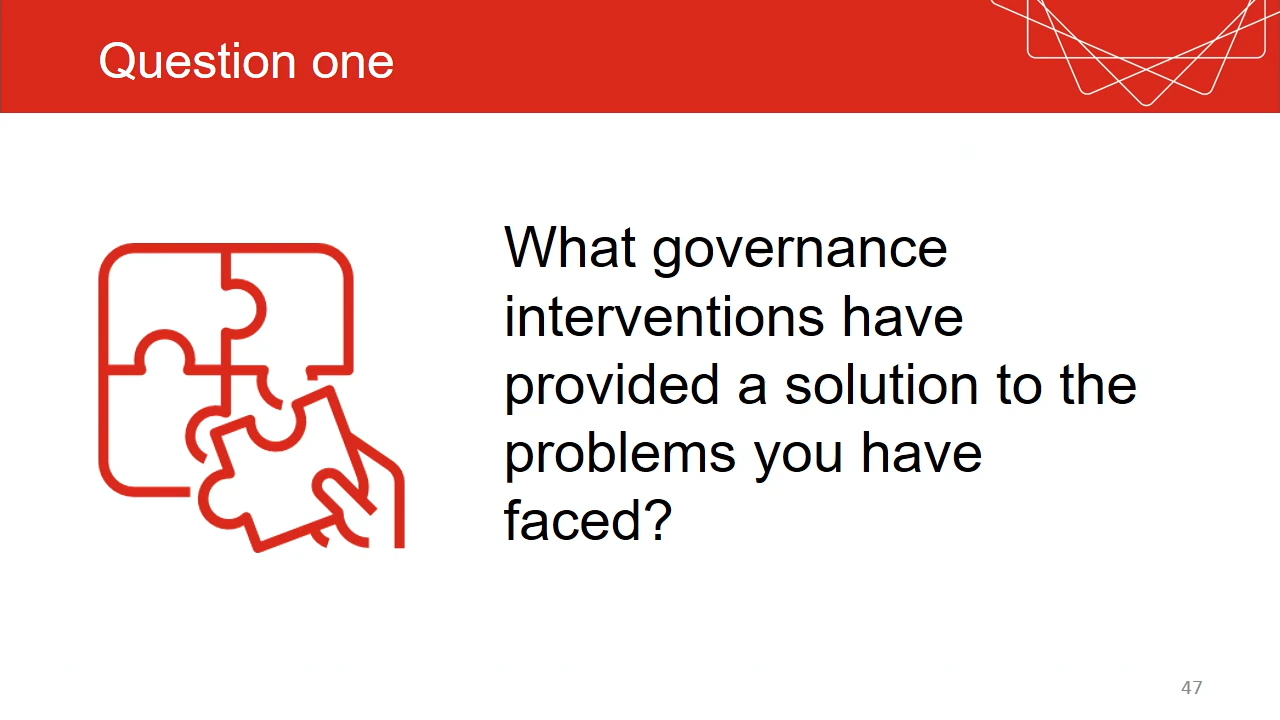 Question one
What governance
interventions have
provided a solution to the
problems you have
faced?
47